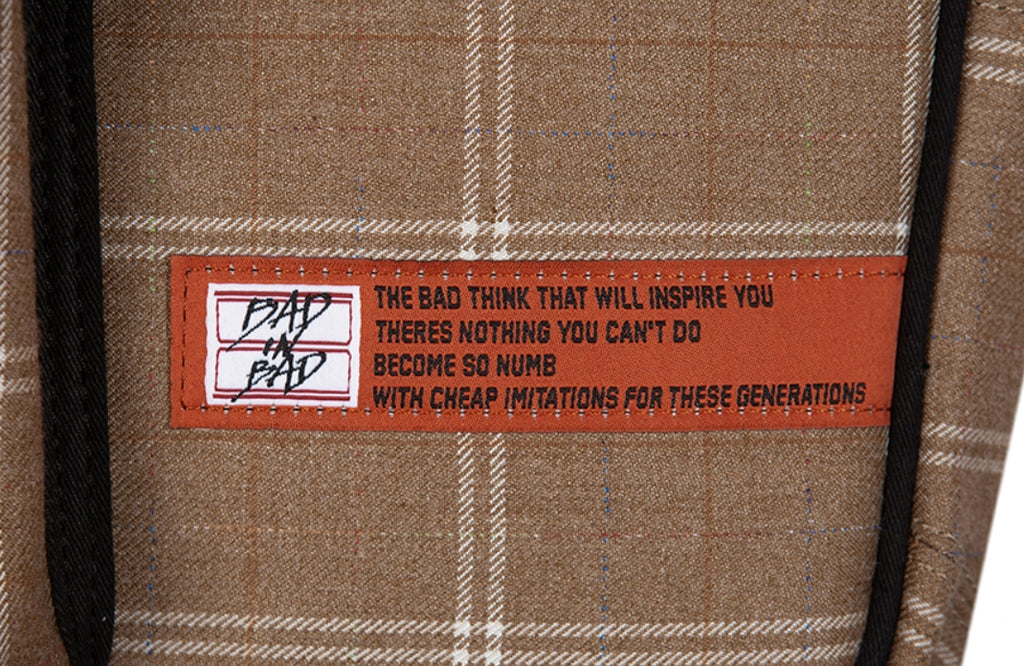 BAD
IN
BAD
THE BAD THINK THAT WILL INSPIRE YOU
THERES NOTHING YOU CAN'T DO
BECOME SO NUMB
WITH CHEAP IMITATIONS FOR THESE GENERATIONS